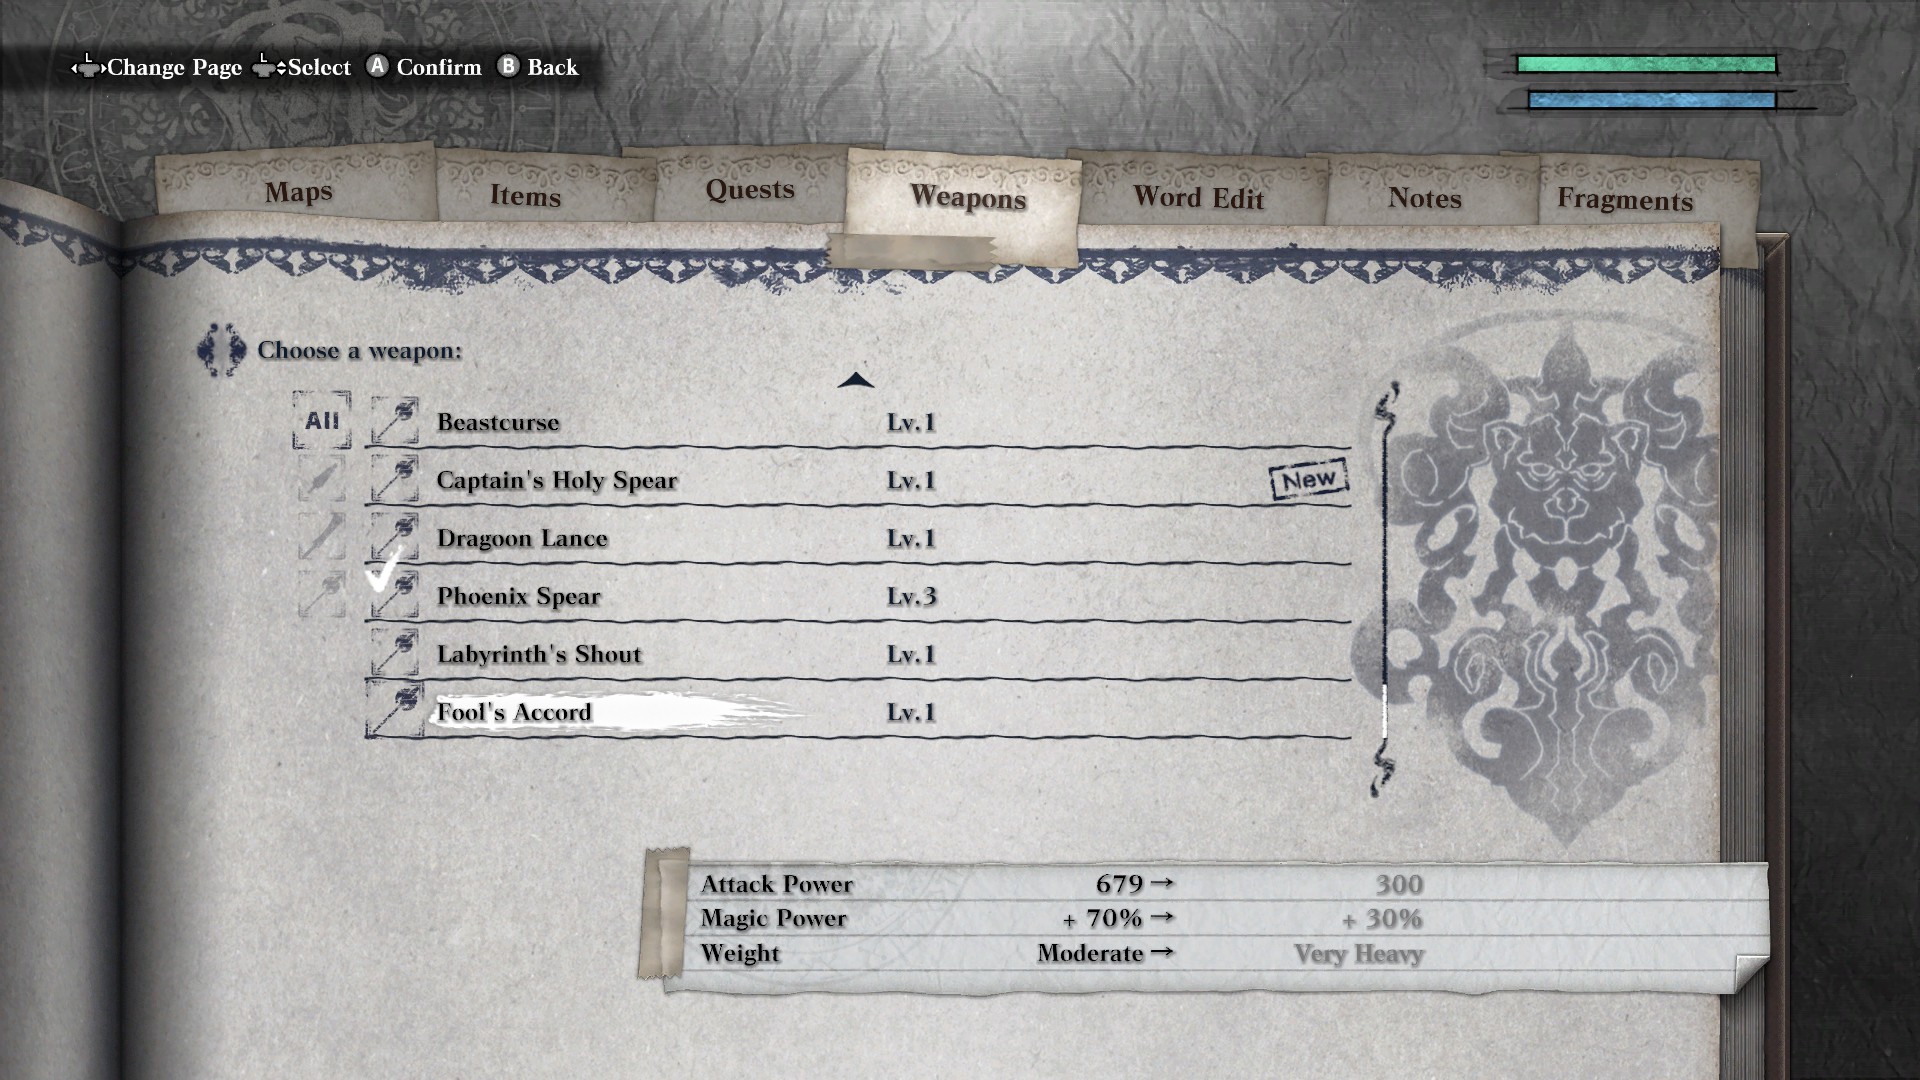 L Change Page L Select A Confirm B Back
Maps Items Quests Weapons Word Edit Notes Fragments
Choose a weapon:
All Beastcurse Lv.1
Captain's Holy Spear Lv.1 New
Dragoon Lance Lv.1
Phoenix Spear Lv.3
Labyrinth's Shout Lv.1
Fool's Accord Lv.1
Attack Power 679 → 300
Magic Power + 70% → + 30%
Weight Moderate → Very Heavy